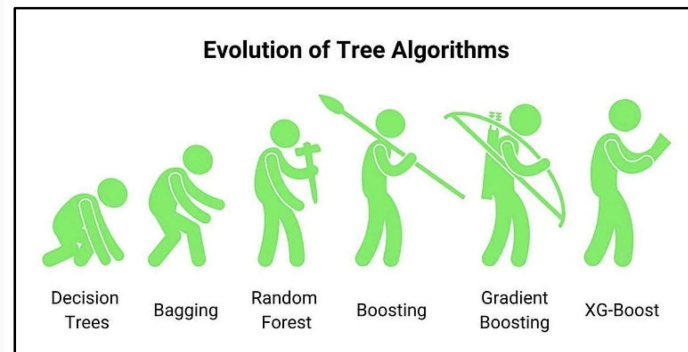 Evolution of Tree Algorithms
Decision
Trees
Bagging
Random
Forest
Boosting
Gradient
Boosting
XG-Boost